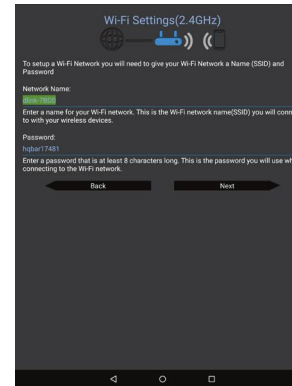 Wi-Fi Settings(2.4GHz)
To setup a Wi-Fi Network you will need to give your Wi-Fi Network a Name (SSID) and
Password
Network Name:
dlink-7BC0
Enter a name for your Wi-Fi network. This is the Wi-Fi network name(SSID) you will conn
to with your wireless devices.
Password:
hqbar17481
Enter a password that is at least 8 characters long. This is the password you will use wh
connecting to the Wi-Fi network.
Back
Next